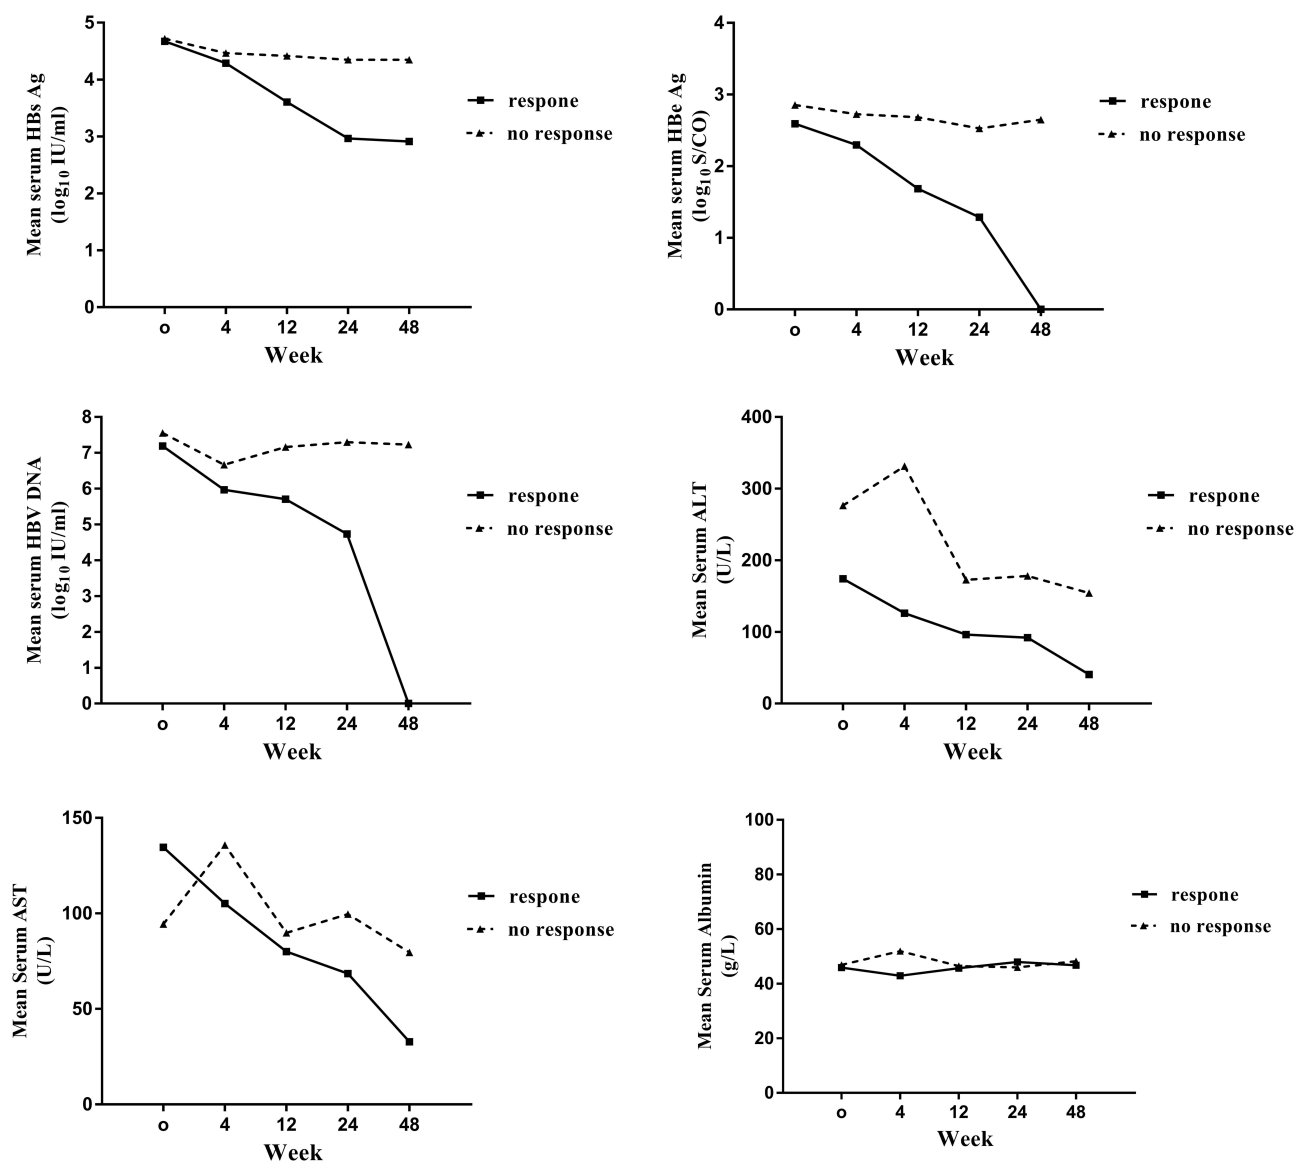 Mean serum HBs Ag
(log10 IU/ml)
5
4
3
2
1
0
o 4 12 24 48
Week
respone
no response
Mean serum HBe Ag
(log10 S/CO)
4
3
2
1
0
o 4 12 24 48
Week
respone
no response
Mean serum HBV DNA
(log10 IU/ml)
8
7
6
5
4
3
2
1
0
o 4 12 24 48
Week
respone
no response
Mean Serum ALT
(U/L)
400
300
200
100
0
o 4 12 24 48
Week
respone
no response
Mean Serum AST
(U/L)
150
100
50
0
o 4 12 24 48
Week
respone
no response
Mean Serum Albumin
(g/L)
100
80
60
40
20
0
o 4 12 24 48
Week
respone
no response